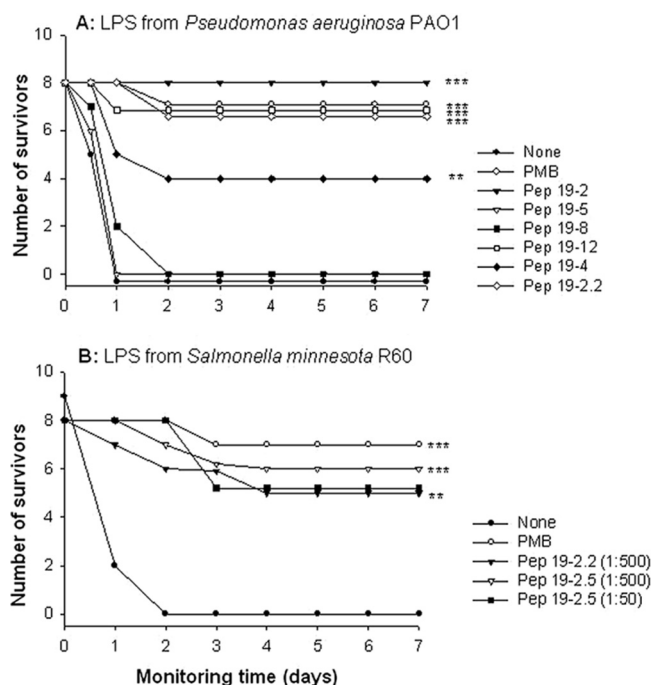 A: LPS from Pseudomonas aeruginosa PAO1
10
8
6
4
2
0
Number of survivors
0 1 2 3 4 5 6 7
***
***
***
***
**
None
PMB
Pep 19-2
Pep 19-5
Pep 19-8
Pep 19-12
Pep 19-4
Pep 19-2.2
B: LPS from Salmonella minnesota R60
10
8
6
4
2
0
Number of survivors
0 1 2 3 4 5 6 7
Monitoring time (days)
***
***
**
None
PMB
Pep 19-2.2 (1:500)
Pep 19-2.5 (1:500)
Pep 19-2.5 (1:50)